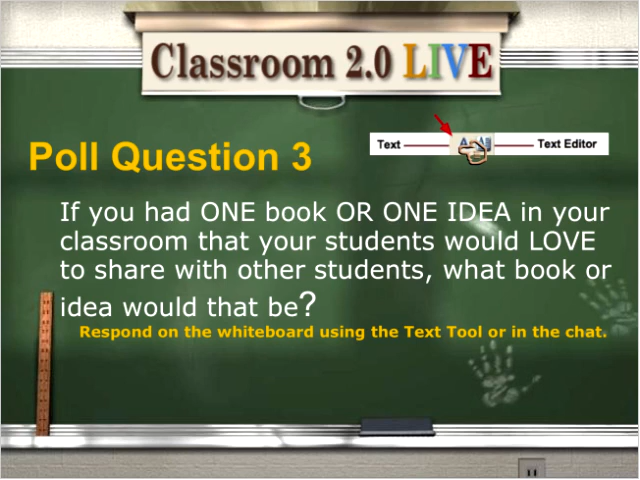 Classroom 2.0 LIVE
Text
Text Editor
Poll Question 3
If you had ONE book OR ONE IDEA in your
classroom that your students would LOVE
to share with other students, what book or
idea would that be?
Respond on the whiteboard using the Text Tool or in the chat.